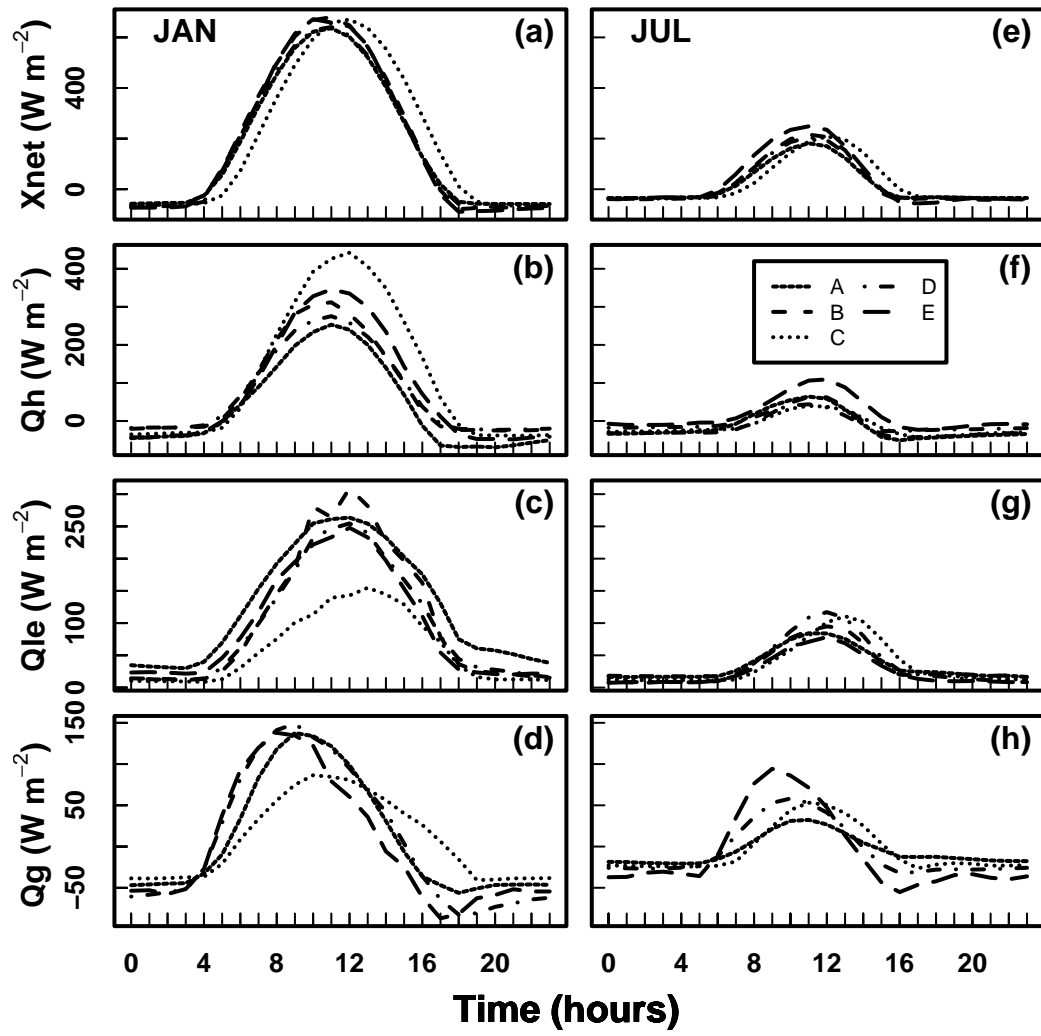 JAN (a) JUL (e)
Xnet (W m−2)
400
0
(b) (f)
Qh (W m−2)
400
200
0
A D
B E
C
(c) (g)
Qle (W m−2)
250
100
0
(d) (h)
Qg (W m−2)
150
50
−50
0 4 8 12 16 20 0 4 8 12 16 20
Time (hours)